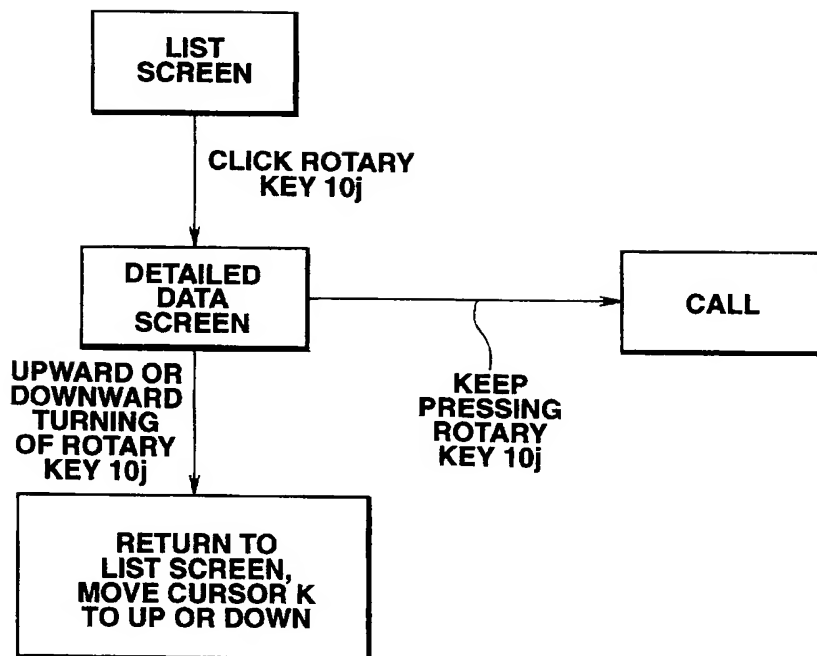 LIST
SCREEN
CLICK ROTARY
KEY 10j
DETAILED
DATA
SCREEN
CALL
UPWARD OR
DOWNWARD
TURNING
OF ROTARY
KEY 10j
KEEP
PRESSING
ROTARY
KEY 10j
RETURN TO
LIST SCREEN,
MOVE CURSOR K
TO UP OR DOWN